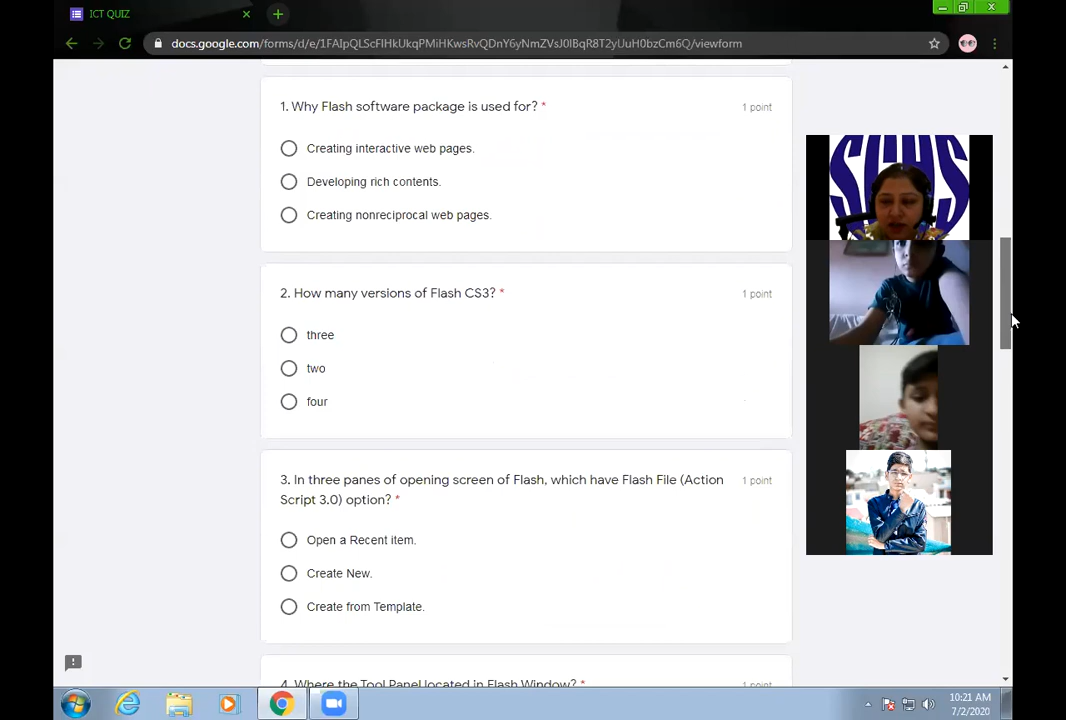 ICT QUIZ
docs.google.com/forms/d/e/1FAIpQLScFIHkUkqPMiHKwsRvQDnY6yNmZVsJ0lBqR8T2yUuH0bzCm6Q/viewform
1. Why Flash software package is used for? * 1 point
Creating interactive web pages.
Developing rich contents.
Creating nonreciprocal web pages.
2. How many versions of Flash CS3? * 1 point
three
two
four
3. In three panes of opening screen of Flash, which have Flash File (Action 1 point
Script 3.0) option? *
Open a Recent item.
Create New.
Create from Template.
4. Where the Tool Panel located in Flash Window? * 1 point
10:21 AM
7/2/2020